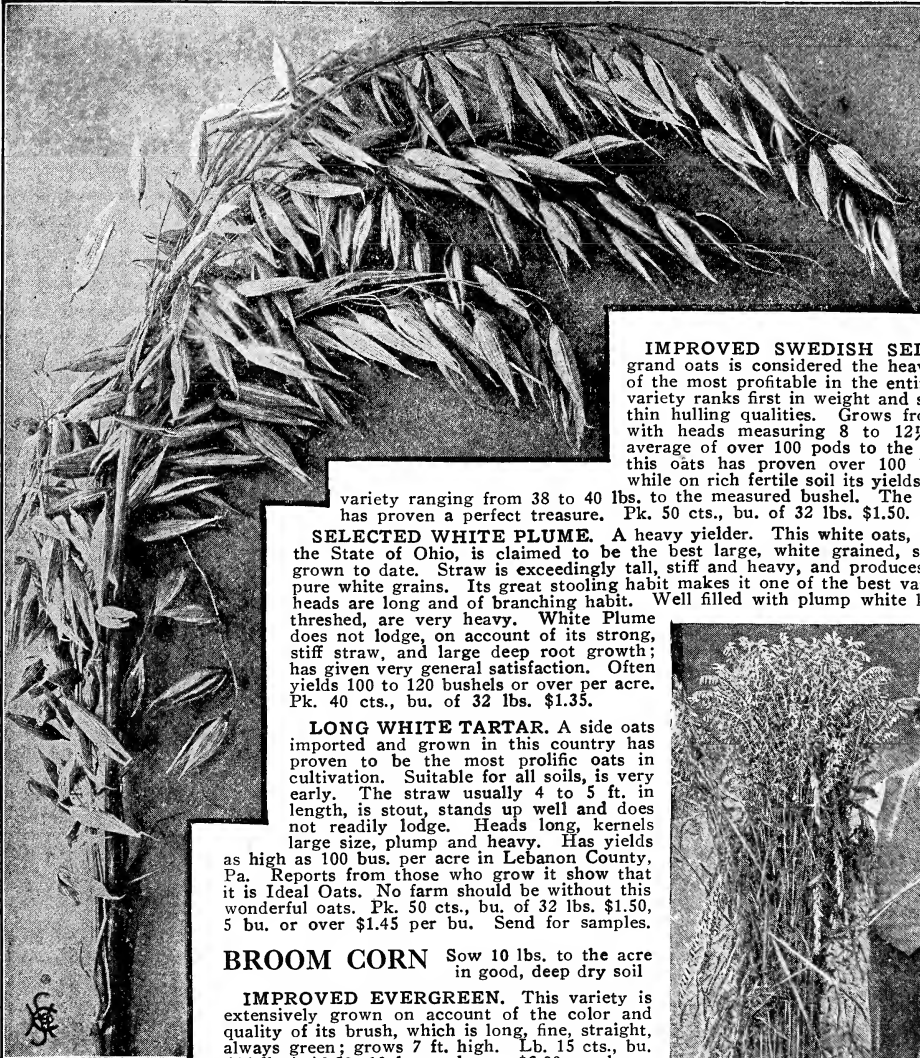 IMPROVED SWEDISH
grand oats is considered the
of the most profitable in the
variety ranks first in weight and
thin hulling qualities. Grows
with heads measuring 8 to
average of over 100 pods to the
this oats has proven over 100
while on rich fertile soil its yields
variety ranging from 38 to 40 lbs. to the measured bushel. The
has proven a perfect treasure. Pk. 50 cts., bu. of 32 lbs. $1.50.
SELECTED WHITE PLUME. A heavy yielder. This white oats,
the State of Ohio, is claimed to be the best large, white grained,
grown to date. Straw is exceedingly tall, stiff and heavy, and produces
pure white grains. Its great stooling habit makes it one of the best
heads are long and of branching habit. Well filled with plump white
threshed, are very heavy. White Plume
does not lodge, on account of its strong,
stiff straw, and large deep root growth;
has given very general satisfaction. Often
yields 100 to 120 bushels or over per acre.
Pk. 40 cts., bu. of 32 lbs. $1.35.
LONG WHITE TARTAR. A side oats
imported and grown in this country has
proven to be the most prolific oats in
cultivation. Suitable for all soils, is very
early. The straw usually 4 to 5 ft. in
length, is stout, stands up well and does
not readily lodge. Heads long, kernels
large size, plump and heavy. Has yields
as high as 100 bus. per acre in Lebanon County,
Pa. Reports from those who grow it show that
it is Ideal Oats. No farm should be without this
wonderful oats. Pk. 50 cts., bu. of 32 lbs. $1.50,
5 bu. or over $1.45 per bu. Send for samples.
BROOM CORN Sow 10 lbs. to the acre
in good, deep dry soil
IMPROVED EVERGREEN. This variety is
extensively grown on account of the color and
quality of its brush, which is long, fine, straight,
always green; grows 7 ft. high. Lb. 15 cts., bu.